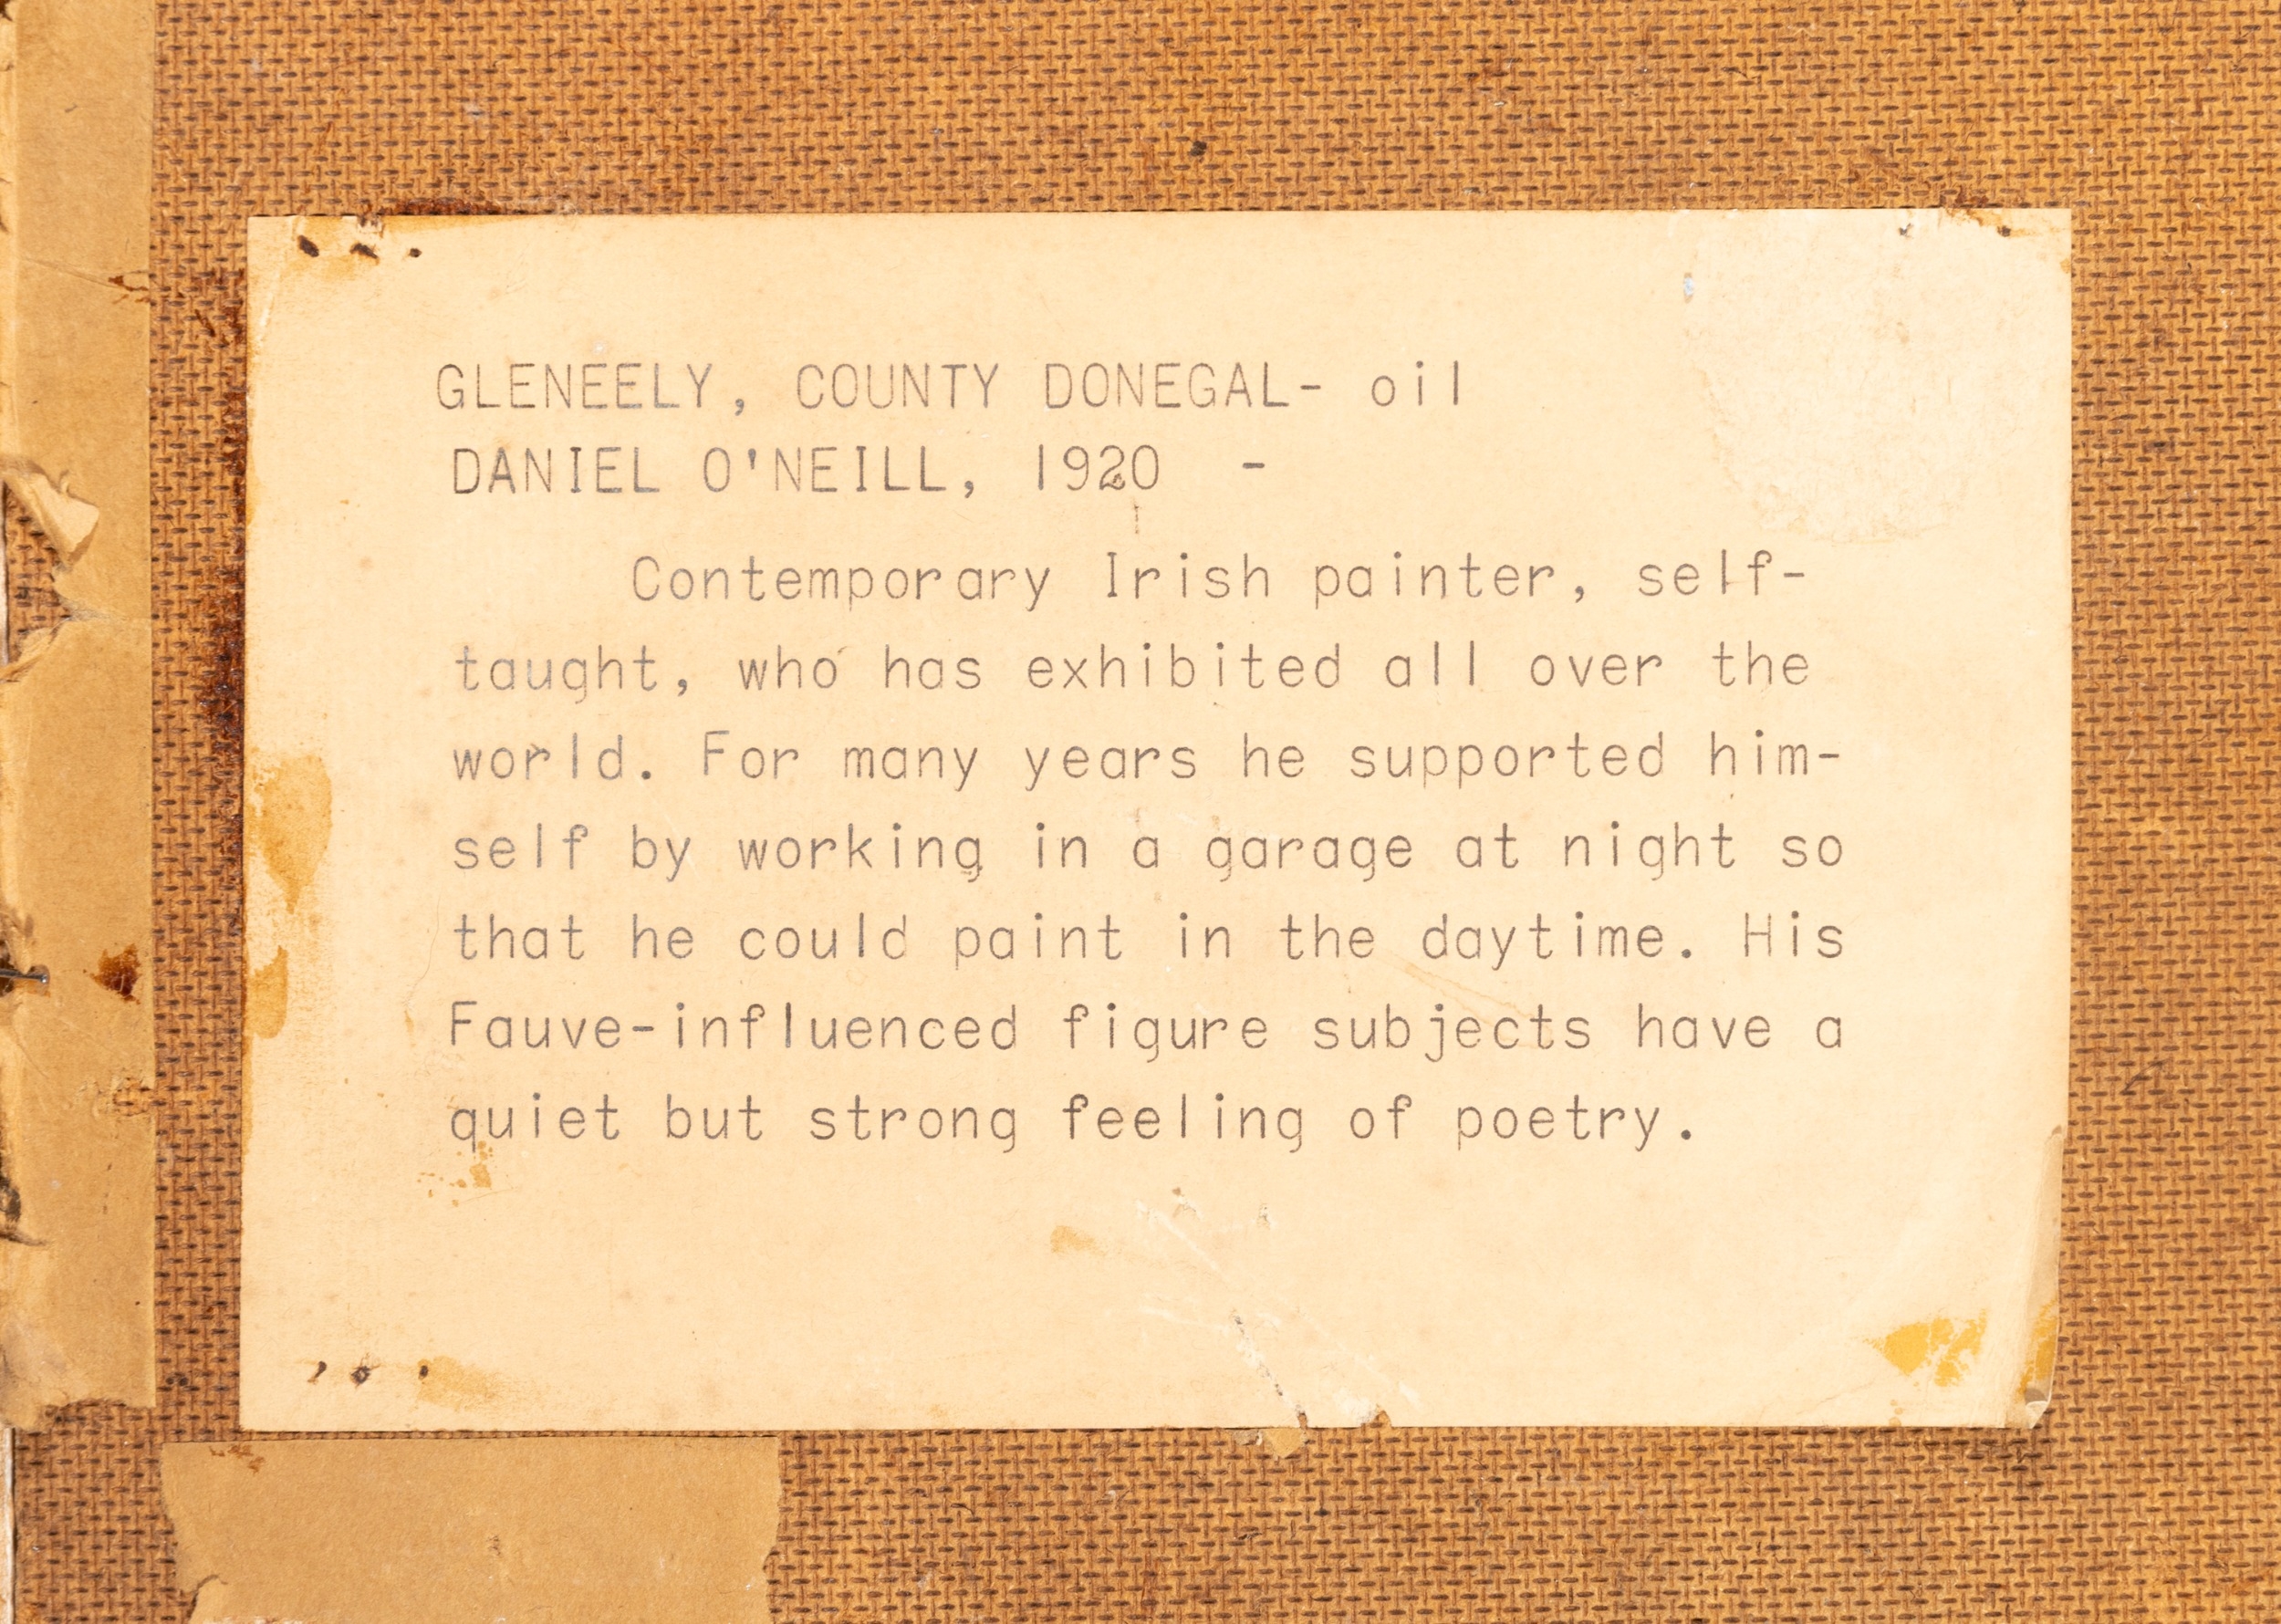 GLENEELY, COUNTY DONEGAL- oil
DANIEL O'NEILL, 1920 -
Contemporary Irish painter, self-
taught, who has exhibited all over the
world. For many years he supported him-
self by working in a garage at night so
that he could paint in the daytime. His
Fauve-influenced figure subjects have a
quiet but strong feeling of poetry.